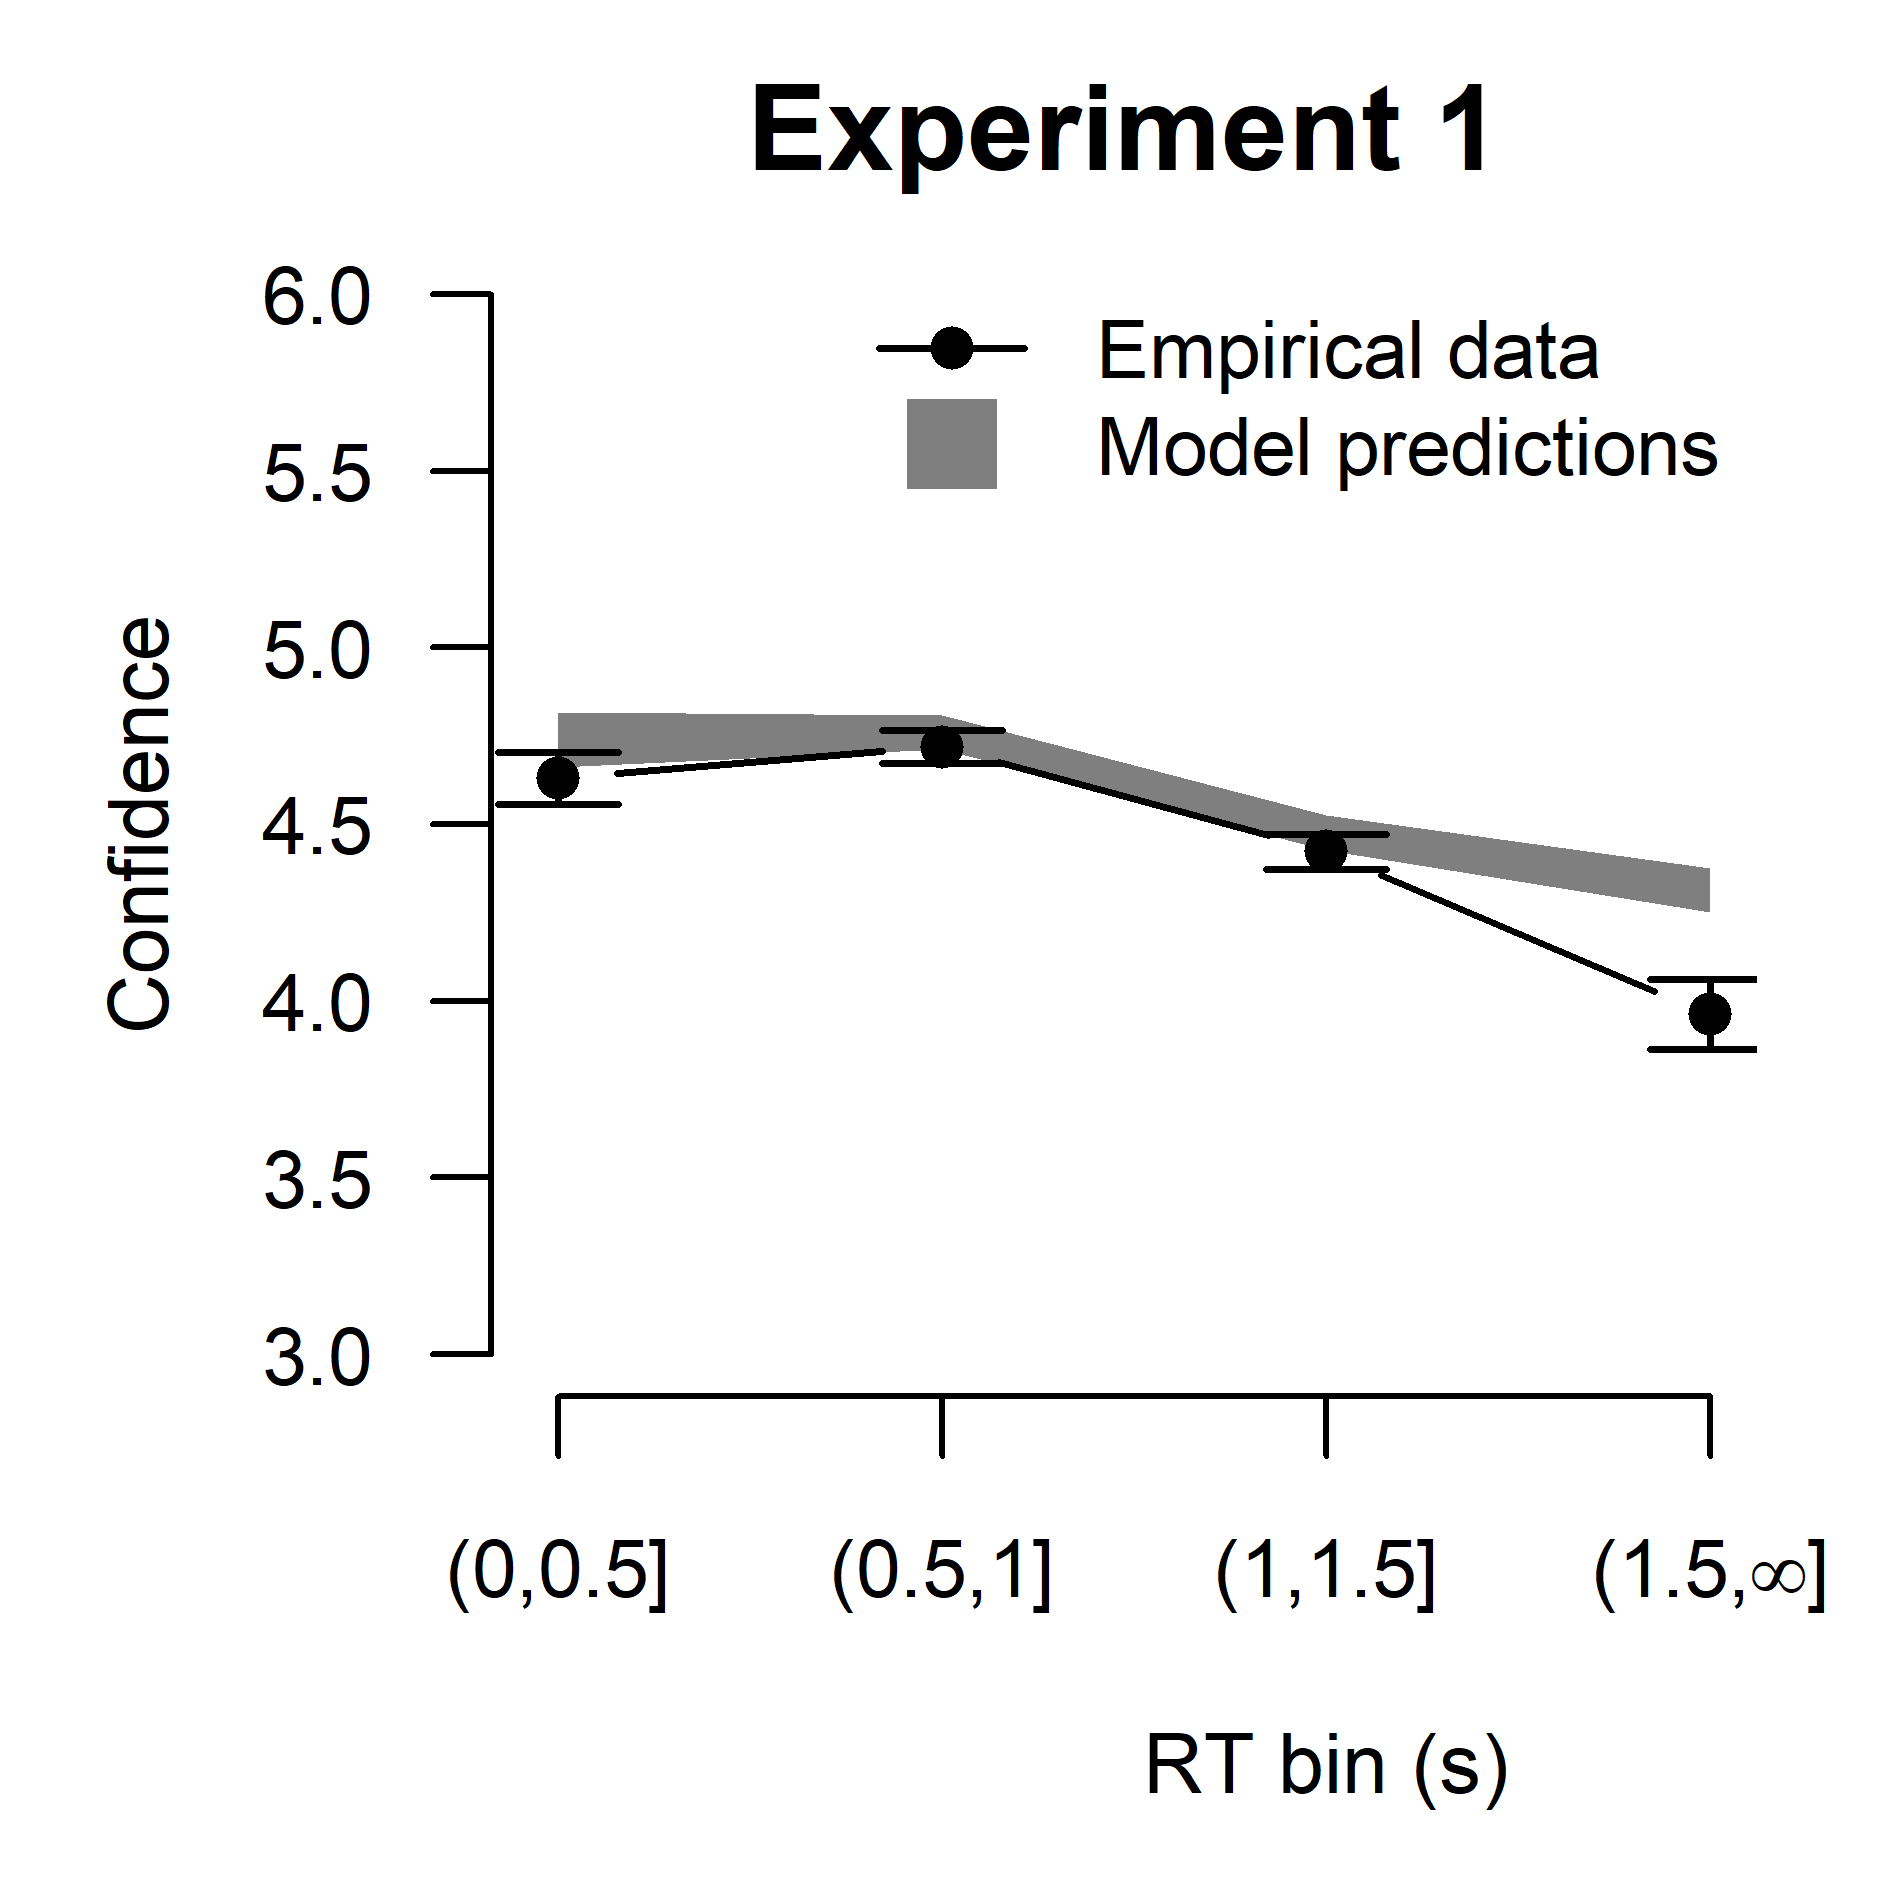 Experiment 1
Empirical data
Model predictions
Confidence
6.0
5.5
5.0
4.5
4.0
3.5
3.0
(0,0.5]
(0.5,1]
(1,1.5]
(1.5,∞]
RT bin (s)